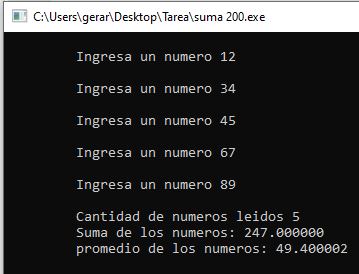 C:\Users\gerar\Desktop\Tarea\suma 200.exe
Ingresa un numero 12
Ingresa un numero 34
Ingresa un numero 45
Ingresa un numero 67
Ingresa un numero 89
Cantidad de numeros leidos 5
Suma de los numeros: 247.000000
promedio de los numeros: 49.400002